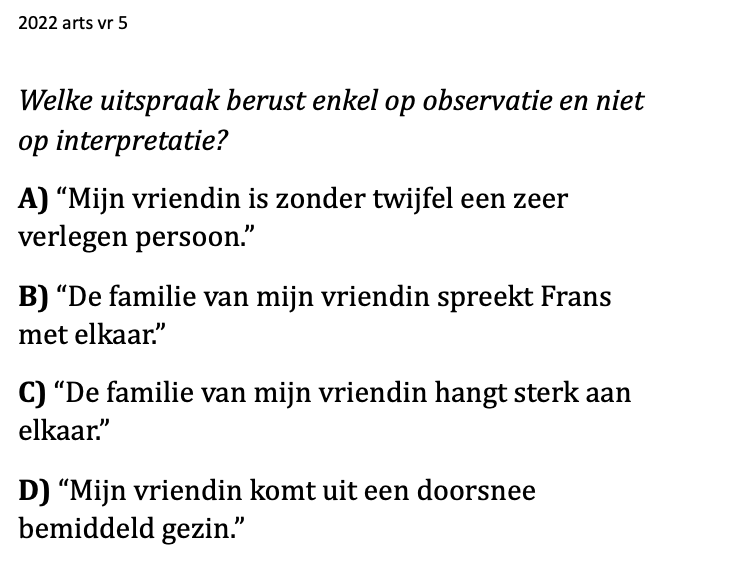 2022 arts vr 5
Welke uitspraak berust enkel op observatie en niet
op interpretatie?
A) “Mijn vriendin is zonder twijfel een zeer
verlegen persoon.”
B) “De familie van mijn vriendin spreekt Frans
met elkaar.”
C) “De familie van mijn vriendin hangt sterk aan
elkaar.”
D) “Mijn vriendin komt uit een doorsnee
bemiddeld gezin.”